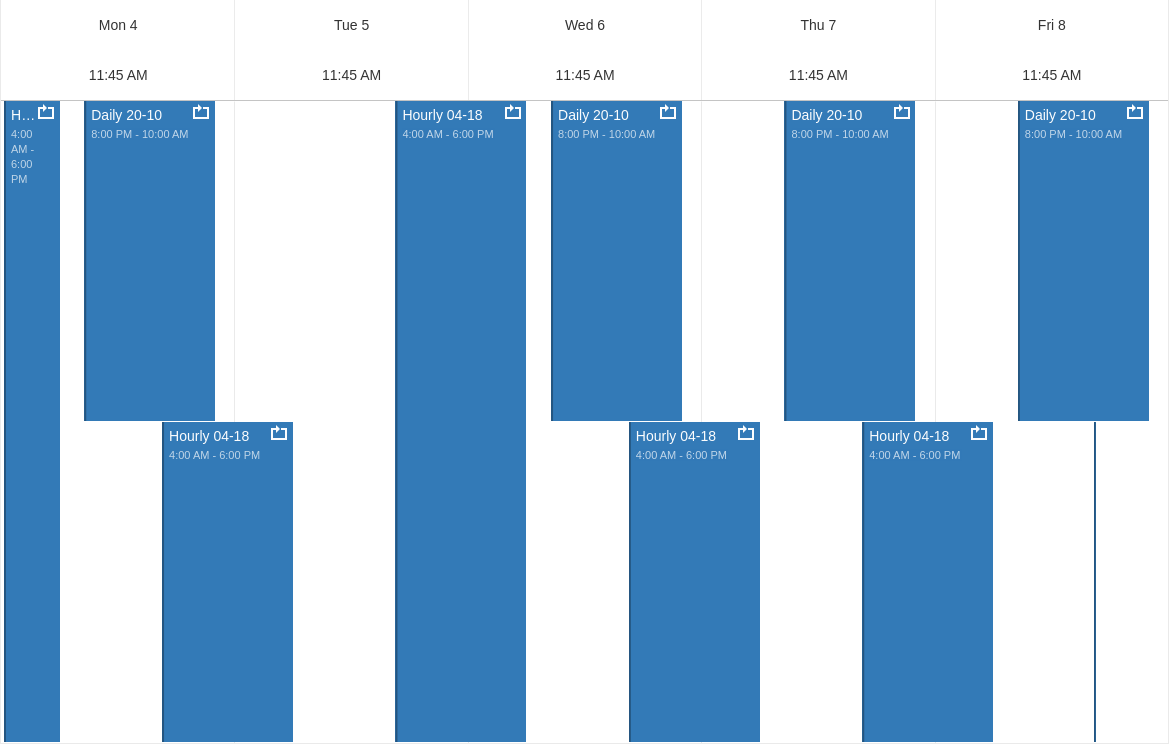 Mon 4
Tue 5
Wed 6
Thu 7
Fri 8
11:45 AM
11:45 AM
11:45 AM
11:45 AM
11:45 AM
H...
4:00
AM -
6:00
PM
Daily 20-10
8:00 PM - 10:00 AM
Hourly 04-18
4:00 AM - 6:00 PM
Daily 20-10
8:00 PM - 10:00 AM
Daily 20-10
8:00 PM - 10:00 AM
Daily 20-10
8:00 PM - 10:00 AM
Hourly 04-18
4:00 AM - 6:00 PM
Hourly 04-18
4:00 AM - 6:00 PM
Hourly 04-18
4:00 AM - 6:00 PM